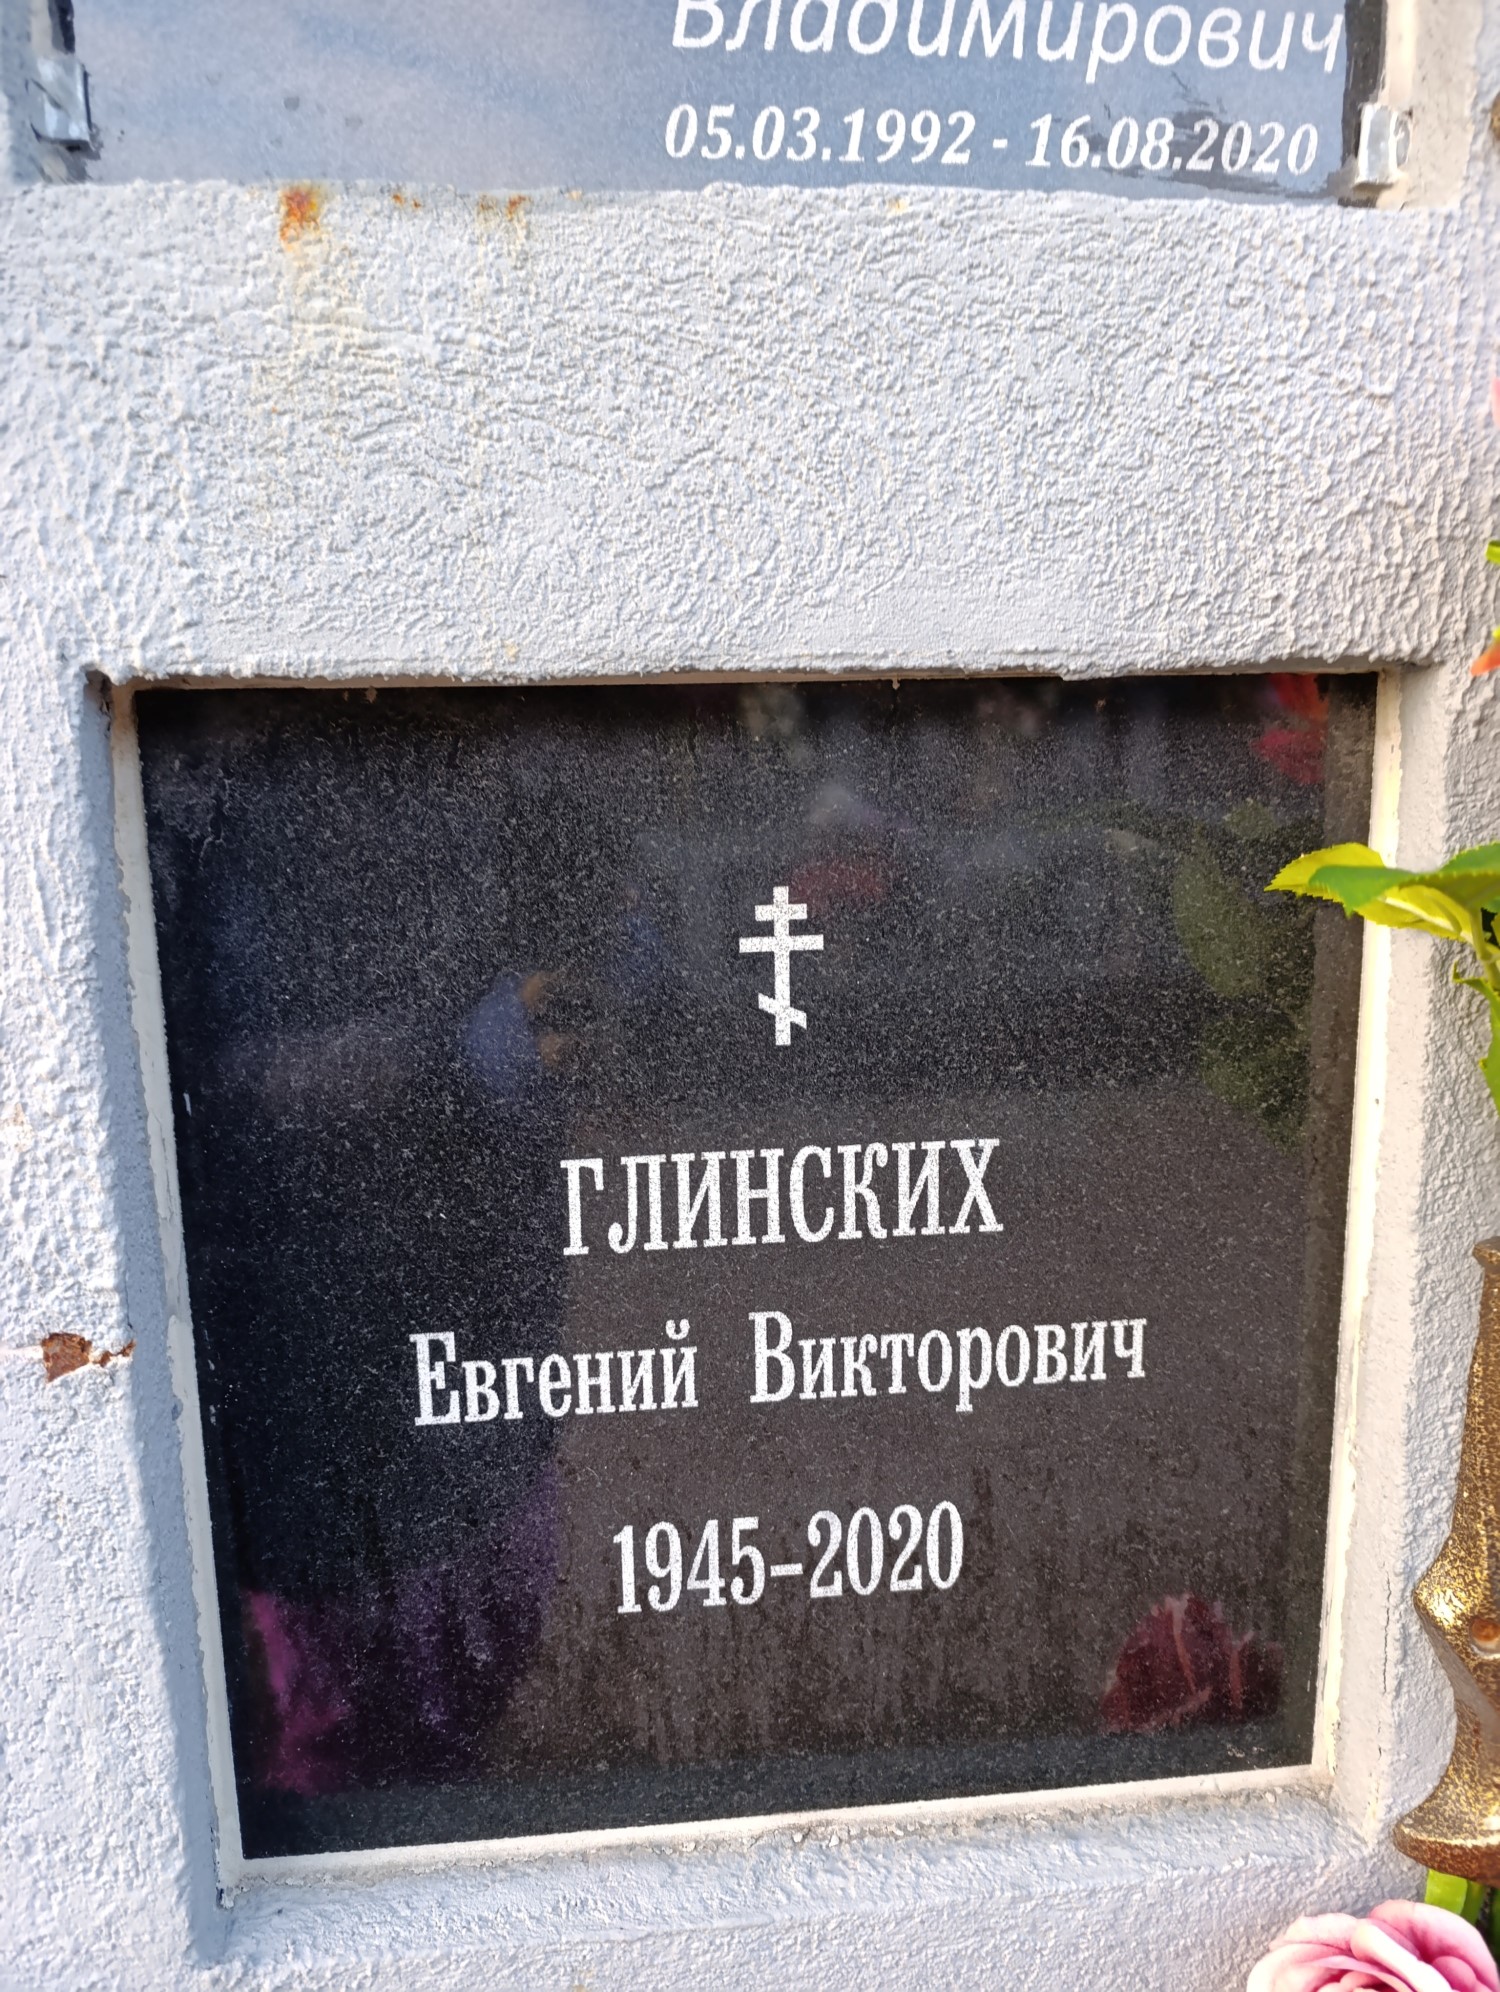 Владимирович
05.03.1992 - 16.08.2020
ГЛИНСКИХ
Евгений Викторович
1945-2020